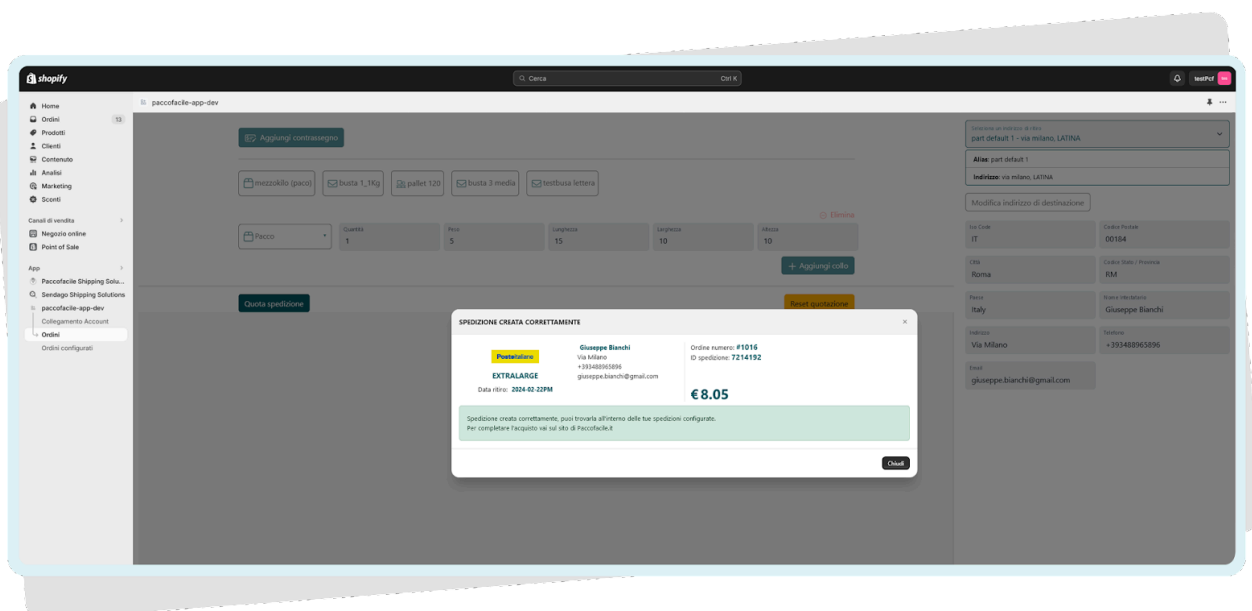 shopify
Cerca
Ctrl K
testPcf
Home
Ordini
13
Prodotti
Clienti
Contenuto
Analisi
Marketing
Sconti
Canali di vendita
Negozio online
Point of Sale
App
Paccofacile Shipping Solu...
Sendago Shipping Solutions
paccofacile-app-dev
Collegamento Account
Ordini
Ordini configurati
paccofacile-app-dev
Aggiungi contrassegno
mezzokilo (paco)
busta 1_1Kg
pallet 120
busta 3 media
testbusa lettera
Elimina
Pacco
Quantità
1
Peso
5
Lunghezza
15
Larghezza
10
Altezza
10
+ Aggiungi collo
Quota spedizione
Reset quotazione
Seleziona un indirizzo di ritiro
part default 1 - via milano, LATINA
Alias: part default 1
Indirizzo: via milano, LATINA
Modifica indirizzo di destinazione
Iso Code
IT
Codice Postale
00184
Città
Roma
Codice Stato / Provincia
RM
Paese
Italy
Nome Intestatario
Giuseppe Bianchi
Indirizzo
Via Milano
Telefono
+393488965896
Email
giuseppe.bianchi@gmail.com
SPEDIZIONE CREATA CORRETTAMENTE
×
Posteitaliane
EXTRALARGE
Data ritiro: 2024-02-22PM
Giuseppe Bianchi
Via Milano
+393488965896
giuseppe.bianchi@gmail.com
Ordine numero: #1016
ID spedizione: 7214192
€ 8.05
Spedizione creata correttamente, puoi trovarla all'interno delle tue spedizioni configurate.
Per completare l'acquisto vai sul sito di Paccofacile.it
Chiudi